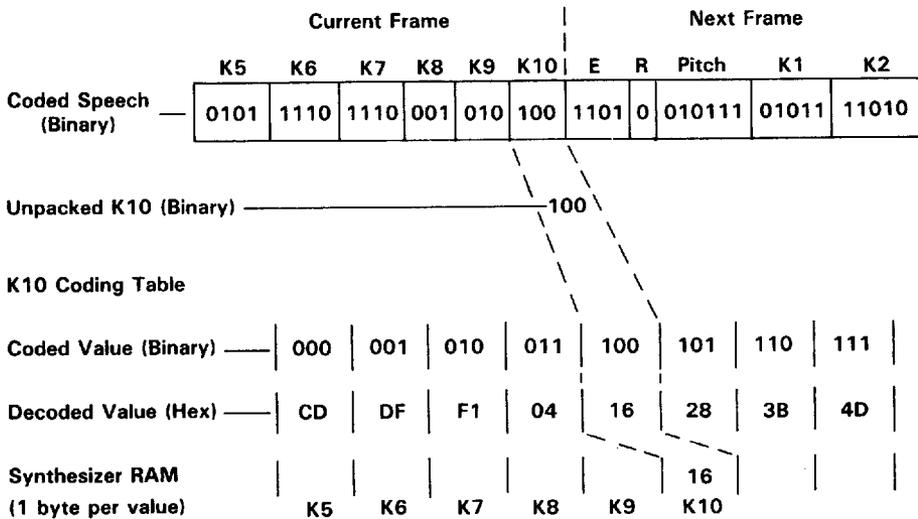 Current Frame Next Frame
K5 K6 K7 K8 K9 K10 E R Pitch K1 K2
Coded Speech
(Binary)
0101 1110 1110 001 010 100 1101 0 010111 01011 11010
Unpacked K10 (Binary) 100
K10 Coding Table
Coded Value (Binary) 000 001 010 011 100 101 110 111
Decoded Value (Hex) CD DF F1 04 16 28 3B 4D
Synthesizer RAM
(1 byte per value)
16
K5 K6 K7 K8 K9 K10